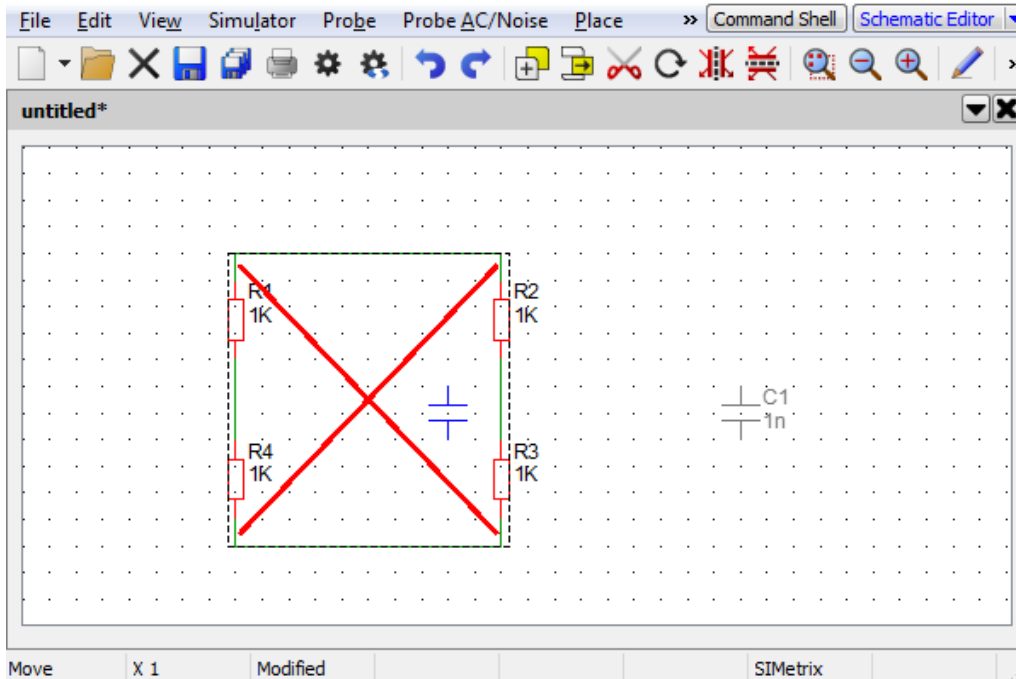 File Edit View Simulator Probe Probe AC/Noise Place » Command Shell Schematic Editor
untitled*
R1
1K
R2
1K
C1
1n
R4
1K
R3
1K
Move X 1 Modified SIMetrix